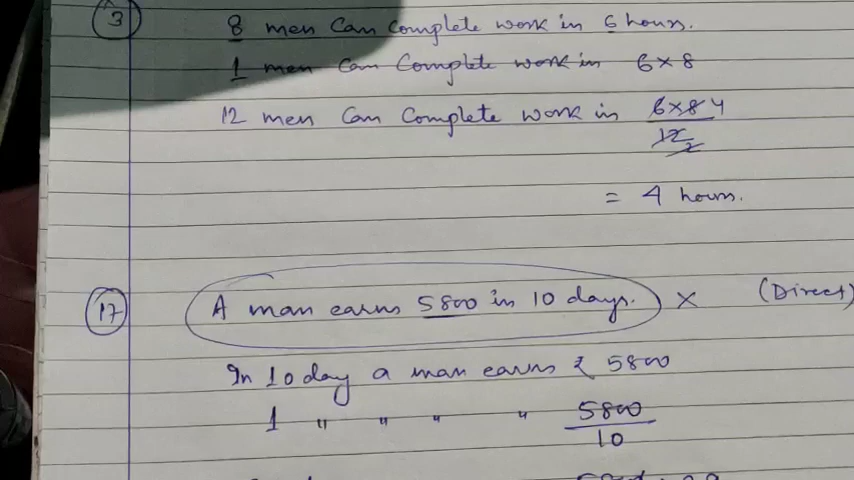 3
8 men can complete work in 6 hours.
1 men can complete work in 6×8
12 men can complete work in 6×8 4
12 2
= 4 hours.
17 A man earns 5800 in 10 days. × (Direct)
In 10 day a man earns ₹ 5800
1 " " " " 5800
10